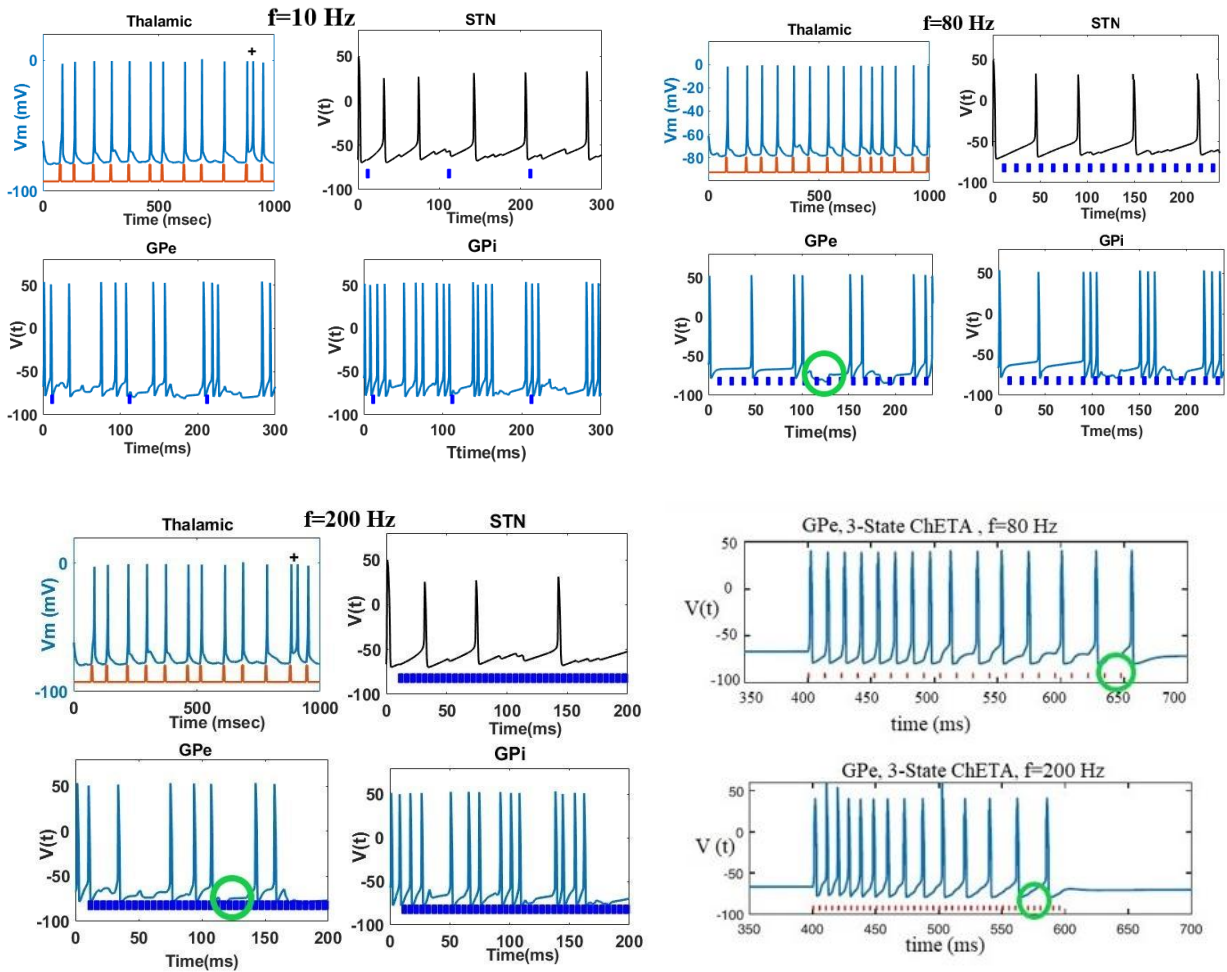 f=10 Hz
Thalamic
+
0
-100
Vm (mV)
0
500
1000
Time (msec)
STN
50
0
-50
-100
V(t)
0
100
200
300
Time(ms)
GPe
50
0
-50
-100
V(t)
0
100
200
300
Time(ms)
GPi
50
0
-50
-100
V(t)
0
100
200
300
Ttime(ms)
f=80 Hz
Thalamic
0
-20
-40
-60
-80
Vm (mV)
0
500
1000
Time (msec)
STN
50
0
-50
-100
V(t)
0
50
100
150
200
Time(ms)
GPe
50
0
-50
-100
V(t)
0
50
100
150
200
Time(ms)
GPi
50
0
-50
-100
V(t)
0
50
100
150
200
Tme(ms)
f=200 Hz
Thalamic
+
0
-100
Vm (mV)
0
500
1000
Time (msec)
STN
50
0
-50
-100
V(t)
0
50
100
150
200
Time(ms)
GPe
50
0
-50
-100
V(t)
0
50
100
150
200
Time(ms)
GPi
50
0
-50
-100
V(t)
0
50
100
150
200
Time(ms)
GPe, 3-State ChETA , f=80 Hz
50
0
-50
-100
V(t)
345
400
450
500
550
600
650
700
time (ms)
GPe, 3-State ChETA, f=200 Hz
50
0
-50
-100
V (t)
350
400
450
500
550
600
650
700
time (ms)